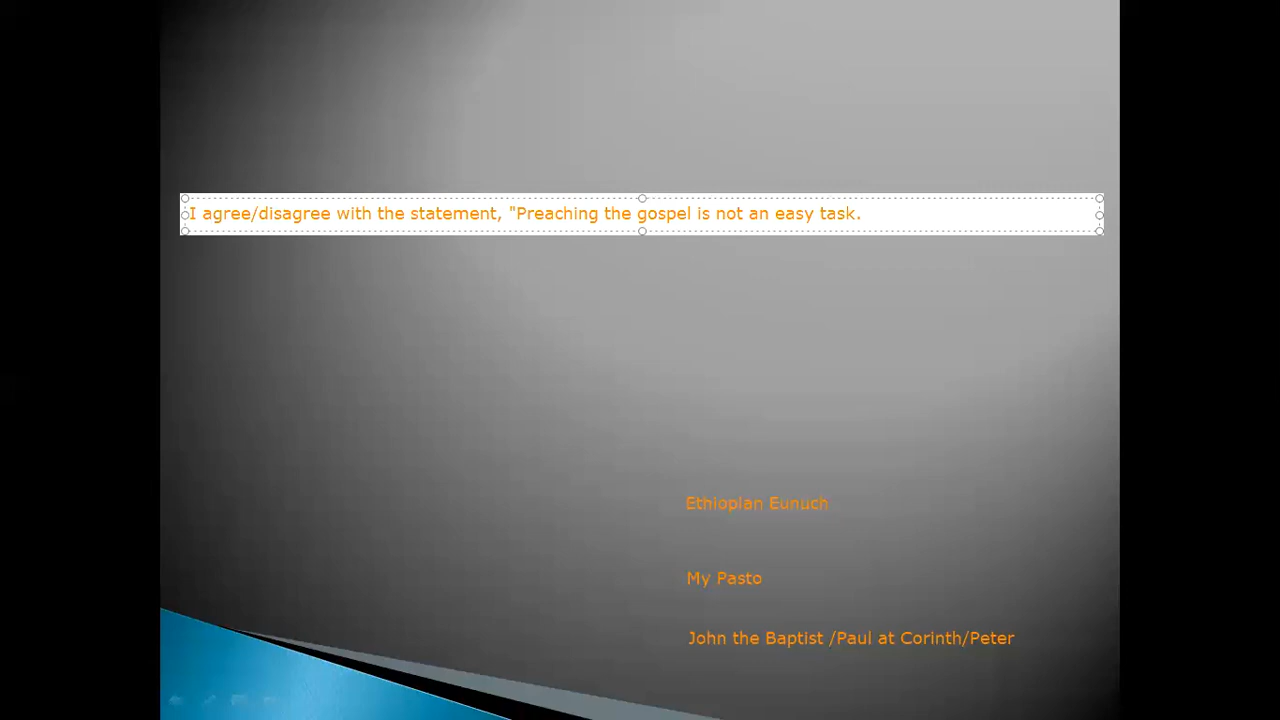 I agree/disagree with the statement, "Preaching the gospel is not an easy task.
Ethiopian Eunuch
My Pasto
John the Baptist /Paul at Corinth/Peter